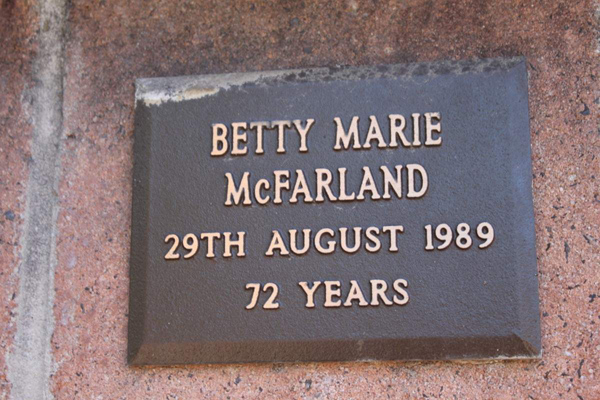 BETTY MARIE
McFARLAND
29TH AUGUST 1989
72 YEARS